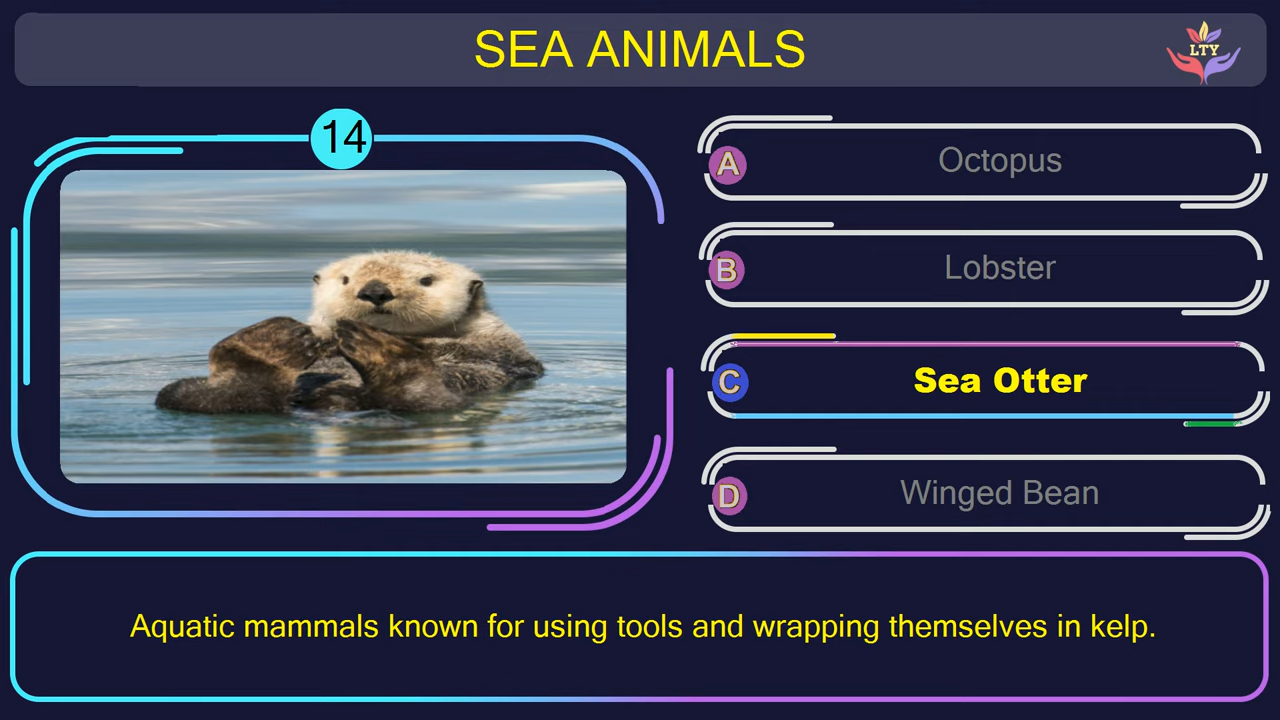 SEA ANIMALS
LTY
14
A Octopus
B Lobster
C Sea Otter
D Winged Bean
Aquatic mammals known for using tools and wrapping themselves in kelp.